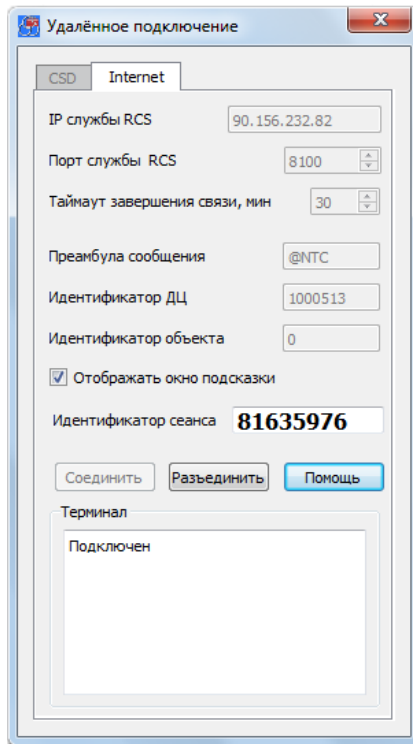 Удалённое подключение
CSD Internet
IP службы RCS 90.156.232.82
Порт службы RCS 8100
Таймаут завершения связи, мин 30
Преамбула сообщения @NTC
Идентификатор ДЦ 1000513
Идентификатор объекта 0
Отображать окно подсказки
Идентификатор сеанса 81635976
Соединить Разъединить Помощь
Терминал
Подключен